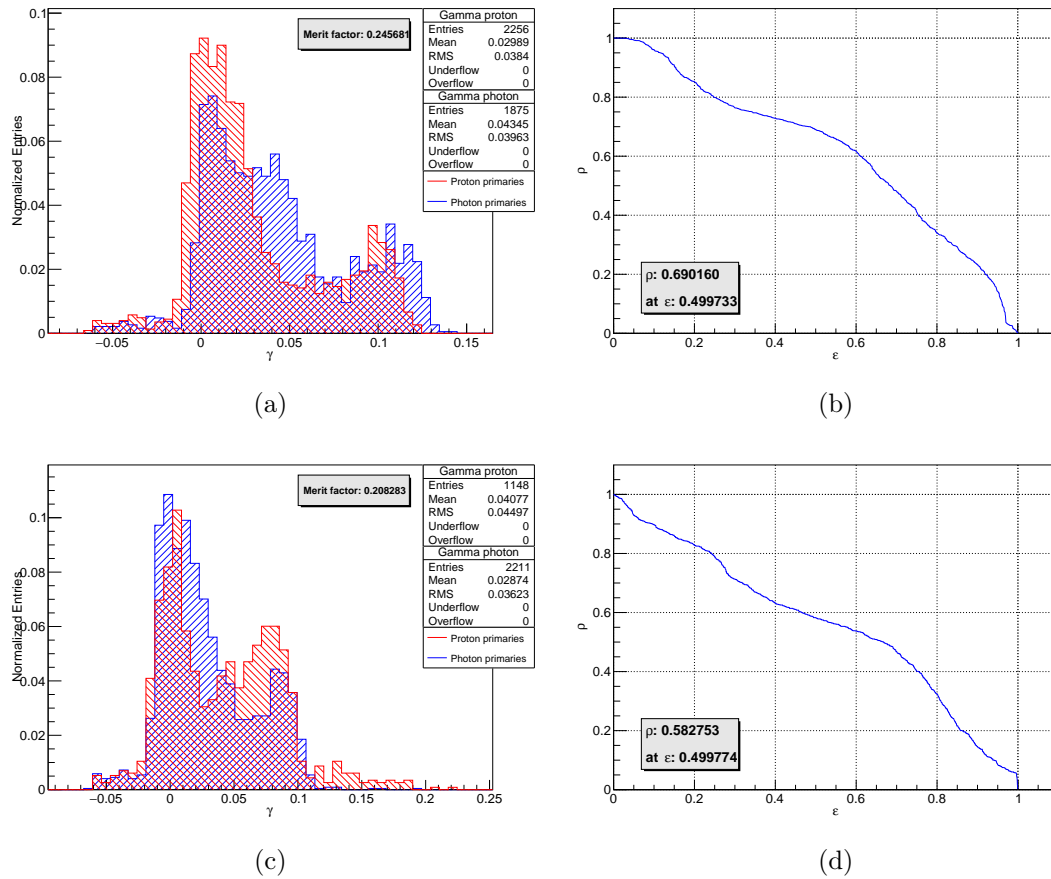 Merit factor: 0.245681
Gamma proton
Entries 2256
Mean 0.02989
RMS 0.0384
Underflow 0
Overflow 0
Gamma photon
Entries 1875
Mean 0.04345
RMS 0.03963
Underflow 0
Overflow 0
Proton primaries
Photon primaries
Normalized Entries
0.1
0.08
0.06
0.04
0.02
0
−0.05 0 0.05 0.1 0.15
γ
(a)
ρ
1
0.8
0.6
0.4
0.2
0
ρ: 0.690160
at ε: 0.499733
0 0.2 0.4 0.6 0.8 1
ε
(b)
Merit factor: 0.208283
Gamma proton
Entries 1148
Mean 0.04077
RMS 0.04497
Underflow 0
Overflow 0
Gamma photon
Entries 2211
Mean 0.02874
RMS 0.03623
Underflow 0
Overflow 0
Proton primaries
Photon primaries
Normalized Entries
0.1
0.08
0.06
0.04
0.02
0
−0.05 0 0.05 0.1 0.15 0.2 0.25
γ
(c)
ρ
1
0.8
0.6
0.4
0.2
0
ρ: 0.582753
at ε: 0.499774
0 0.2 0.4 0.6 0.8 1
ε
(d)